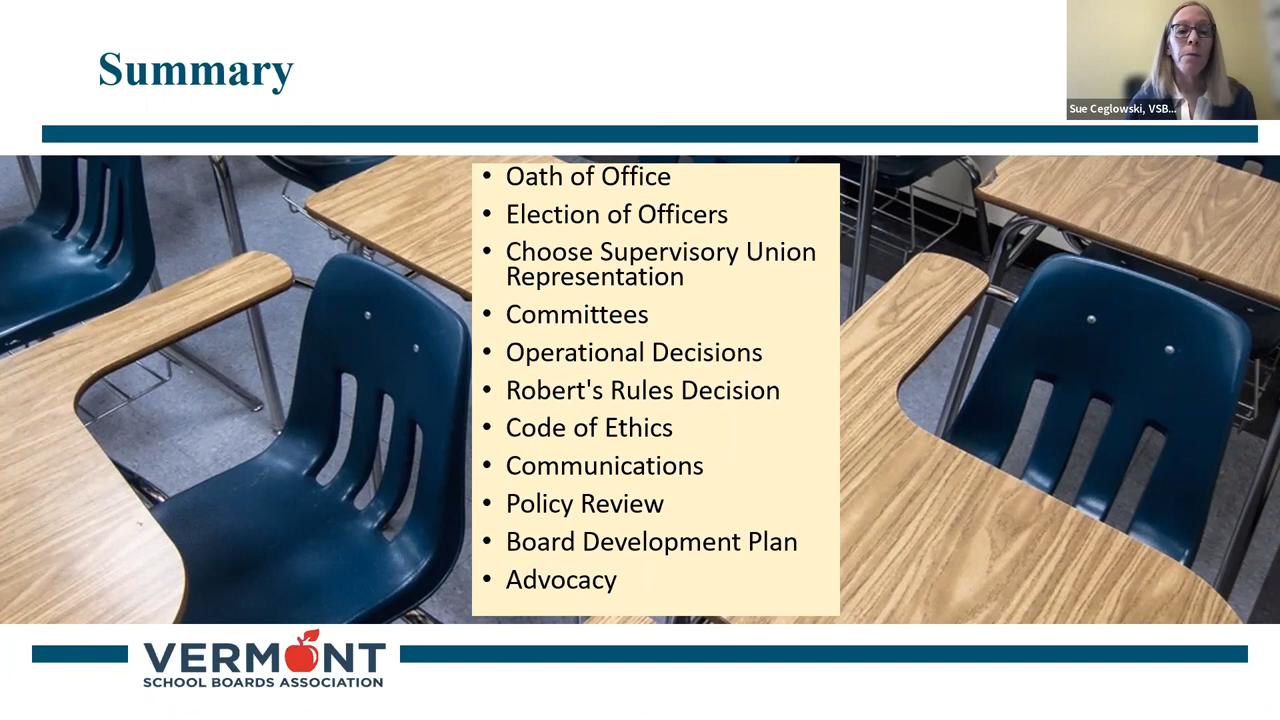 Summary
Sue Ceglowski, VSB...
• Oath of Office
• Election of Officers
• Choose Supervisory Union
Representation
• Committees
• Operational Decisions
• Robert's Rules Decision
• Code of Ethics
• Communications
• Policy Review
• Board Development Plan
• Advocacy
VERMONT
SCHOOL BOARDS ASSOCIATION